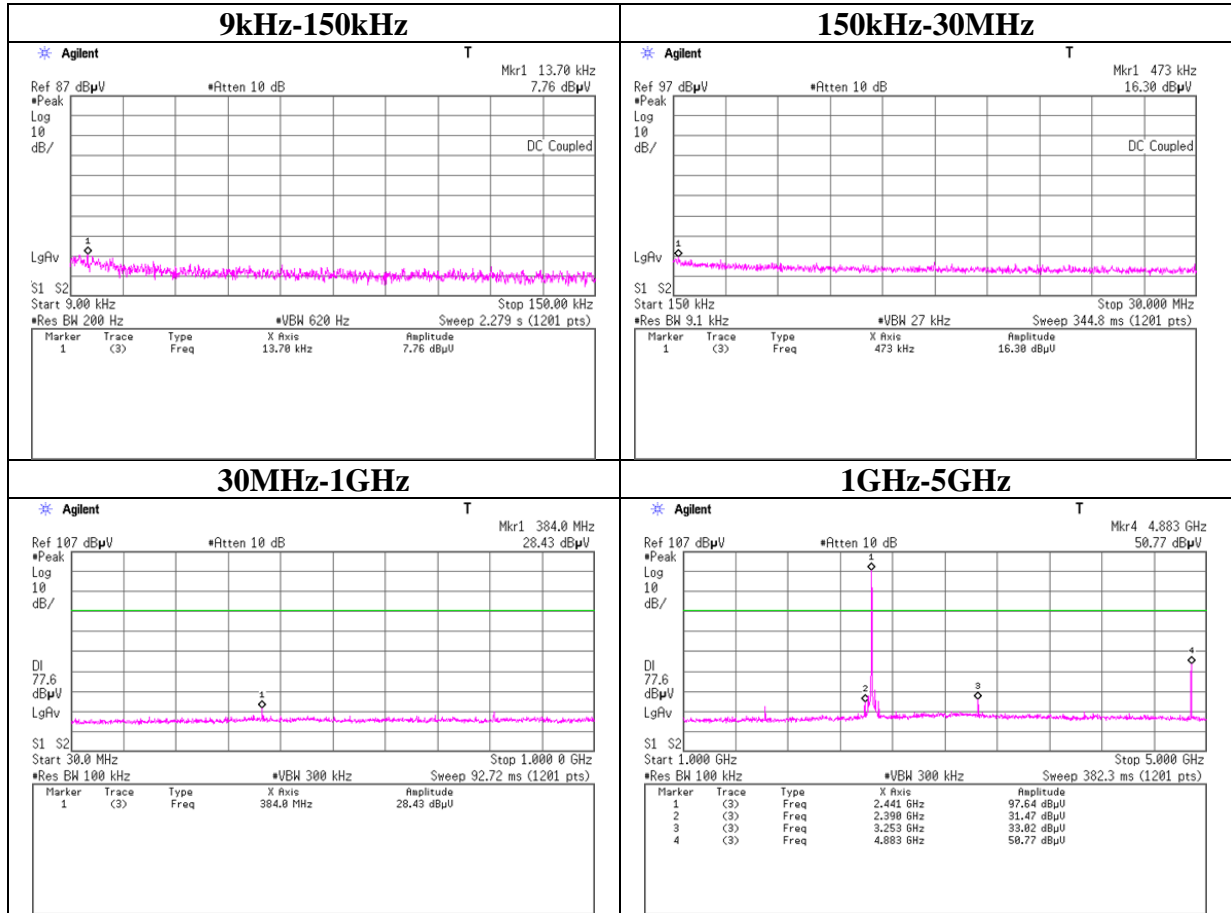 9kHz-150kHz
Agilent T
Mkr1 13.70 kHz
Ref 87 dBµV #Atten 10 dB 7.76 dBµV
#Peak
Log
10
dB/
DC Coupled
1
LgAv
S1 S2
Start 9.00 kHz Stop 150.00 kHz
#Res BW 200 Hz #VBW 620 Hz Sweep 2.279 s (1201 pts)
Marker Trace Type X Axis Amplitude
1 (3) Freq 13.70 kHz 7.76 dBµV
150kHz-30MHz
Agilent T
Mkr1 473 kHz
Ref 97 dBµV #Atten 10 dB 16.30 dBµV
#Peak
Log
10
dB/
DC Coupled
1
LgAv
S1 S2
Start 150 kHz Stop 30.000 MHz
#Res BW 9.1 kHz #VBW 27 kHz Sweep 344.8 ms (1201 pts)
Marker Trace Type X Axis Amplitude
1 (3) Freq 473 kHz 16.30 dBµV
30MHz-1GHz
Agilent T
Mkr1 384.0 MHz
Ref 107 dBµV #Atten 10 dB 28.43 dBµV
#Peak
Log
10
dB/
DI
77.6
dBµV
1
LgAv
S1 S2
Start 30.0 MHz Stop 1.000 0 GHz
#Res BW 100 kHz #VBW 300 kHz Sweep 92.72 ms (1201 pts)
Marker Trace Type X Axis Amplitude
1 (3) Freq 384.0 MHz 28.43 dBµV
1GHz-5GHz
Agilent T
Mkr4 4.883 GHz
Ref 107 dBµV #Atten 10 dB 50.77 dBµV
#Peak
1
Log
10
dB/
4
DI
77.6
dBµV
2 3
LgAv
S1 S2
Start 1.000 GHz Stop 5.000 GHz
#Res BW 100 kHz #VBW 300 kHz Sweep 382.3 ms (1201 pts)
Marker Trace Type X Axis Amplitude
1 (3) Freq 2.441 GHz 97.64 dBµV
2 (3) Freq 2.390 GHz 31.47 dBµV
3 (3) Freq 3.253 GHz 33.02 dBµV
4 (3) Freq 4.883 GHz 50.77 dBµV